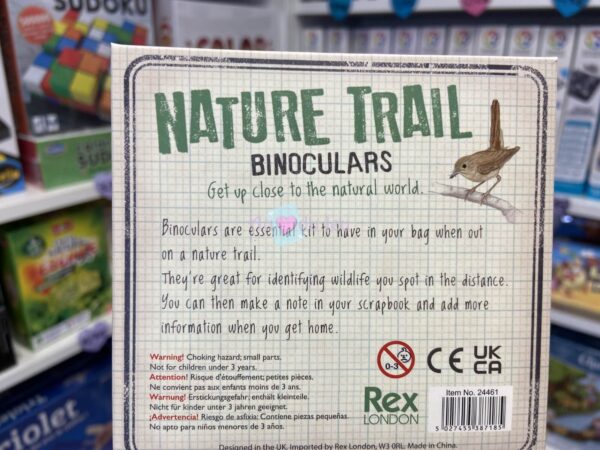 SUDOKU
NATURE TRAIL
BINOCULARS
Get up close to the natural world.
Binoculars are essential kit to have in your bag when out
on a nature trail.
They're great for identifying wildlife you spot in the distance.
You can then make a note in your scrapbook and add more
information when you get home.
Warning! Choking hazard; small parts.
Not for children under 3 years.
Attention! Risque d'étouffement; petites pièces.
Ne convient pas aux enfants moins de 3 ans.
Warnung! Erstickungsgefahr; enthält kleinteile.
Nicht für kinder unter 3 jahren geeignet.
¡Advertencia! Riesgo de asfixia; Contiene piezas pequeñas.
No apto para niños menores de 3 años.
0-3
CE
UK
CA
Rex
LONDON
Item No. 24461
5 027455 387185
Designed in the UK. Imported by Rex London, W3 0RL. Made in China.